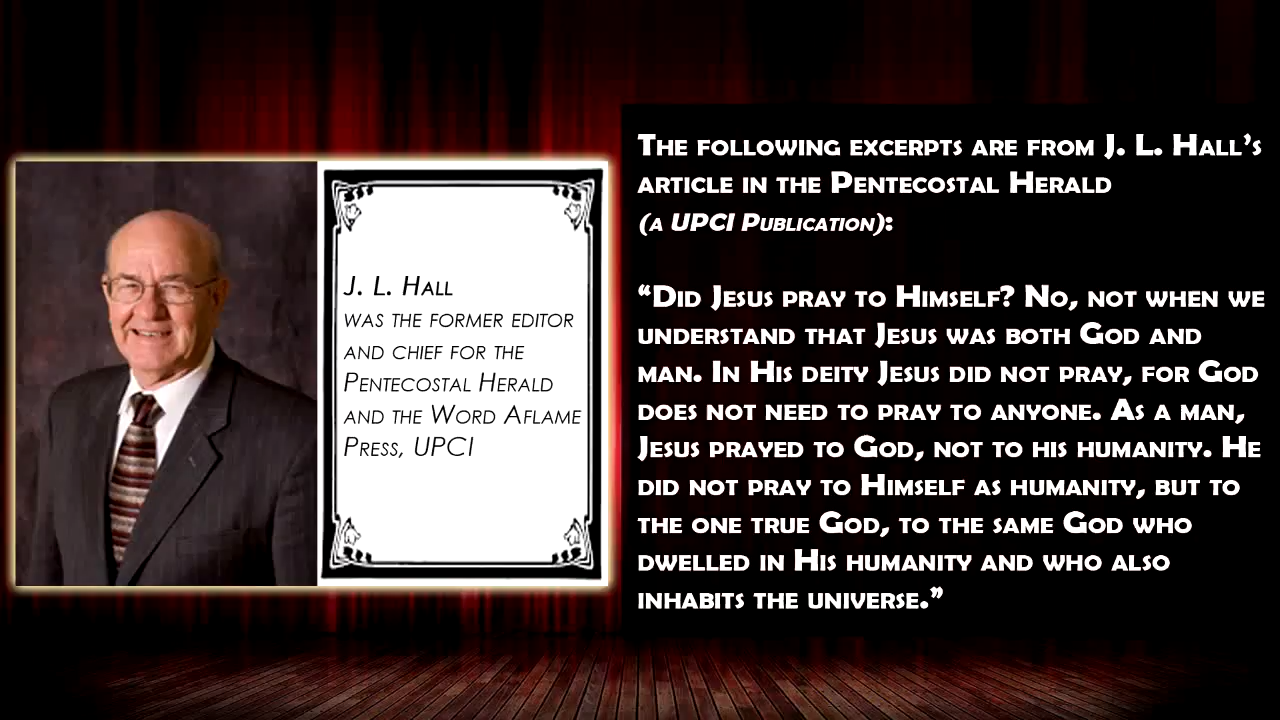 J. L. Hall
was the former editor
and chief for the
Pentecostal Herald
and the Word Aflame
Press, UPCI
The following excerpts are from J. L. Hall’s
article in the Pentecostal Herald
(a UPCI Publication):
“Did Jesus pray to Himself? No, not when we
understand that Jesus was both God and
man. In His deity Jesus did not pray, for God
does not need to pray to anyone. As a man,
Jesus prayed to God, not to his humanity. He
did not pray to Himself as humanity, but to
the one true God, to the same God who
dwelled in His humanity and who also
inhabits the universe.”